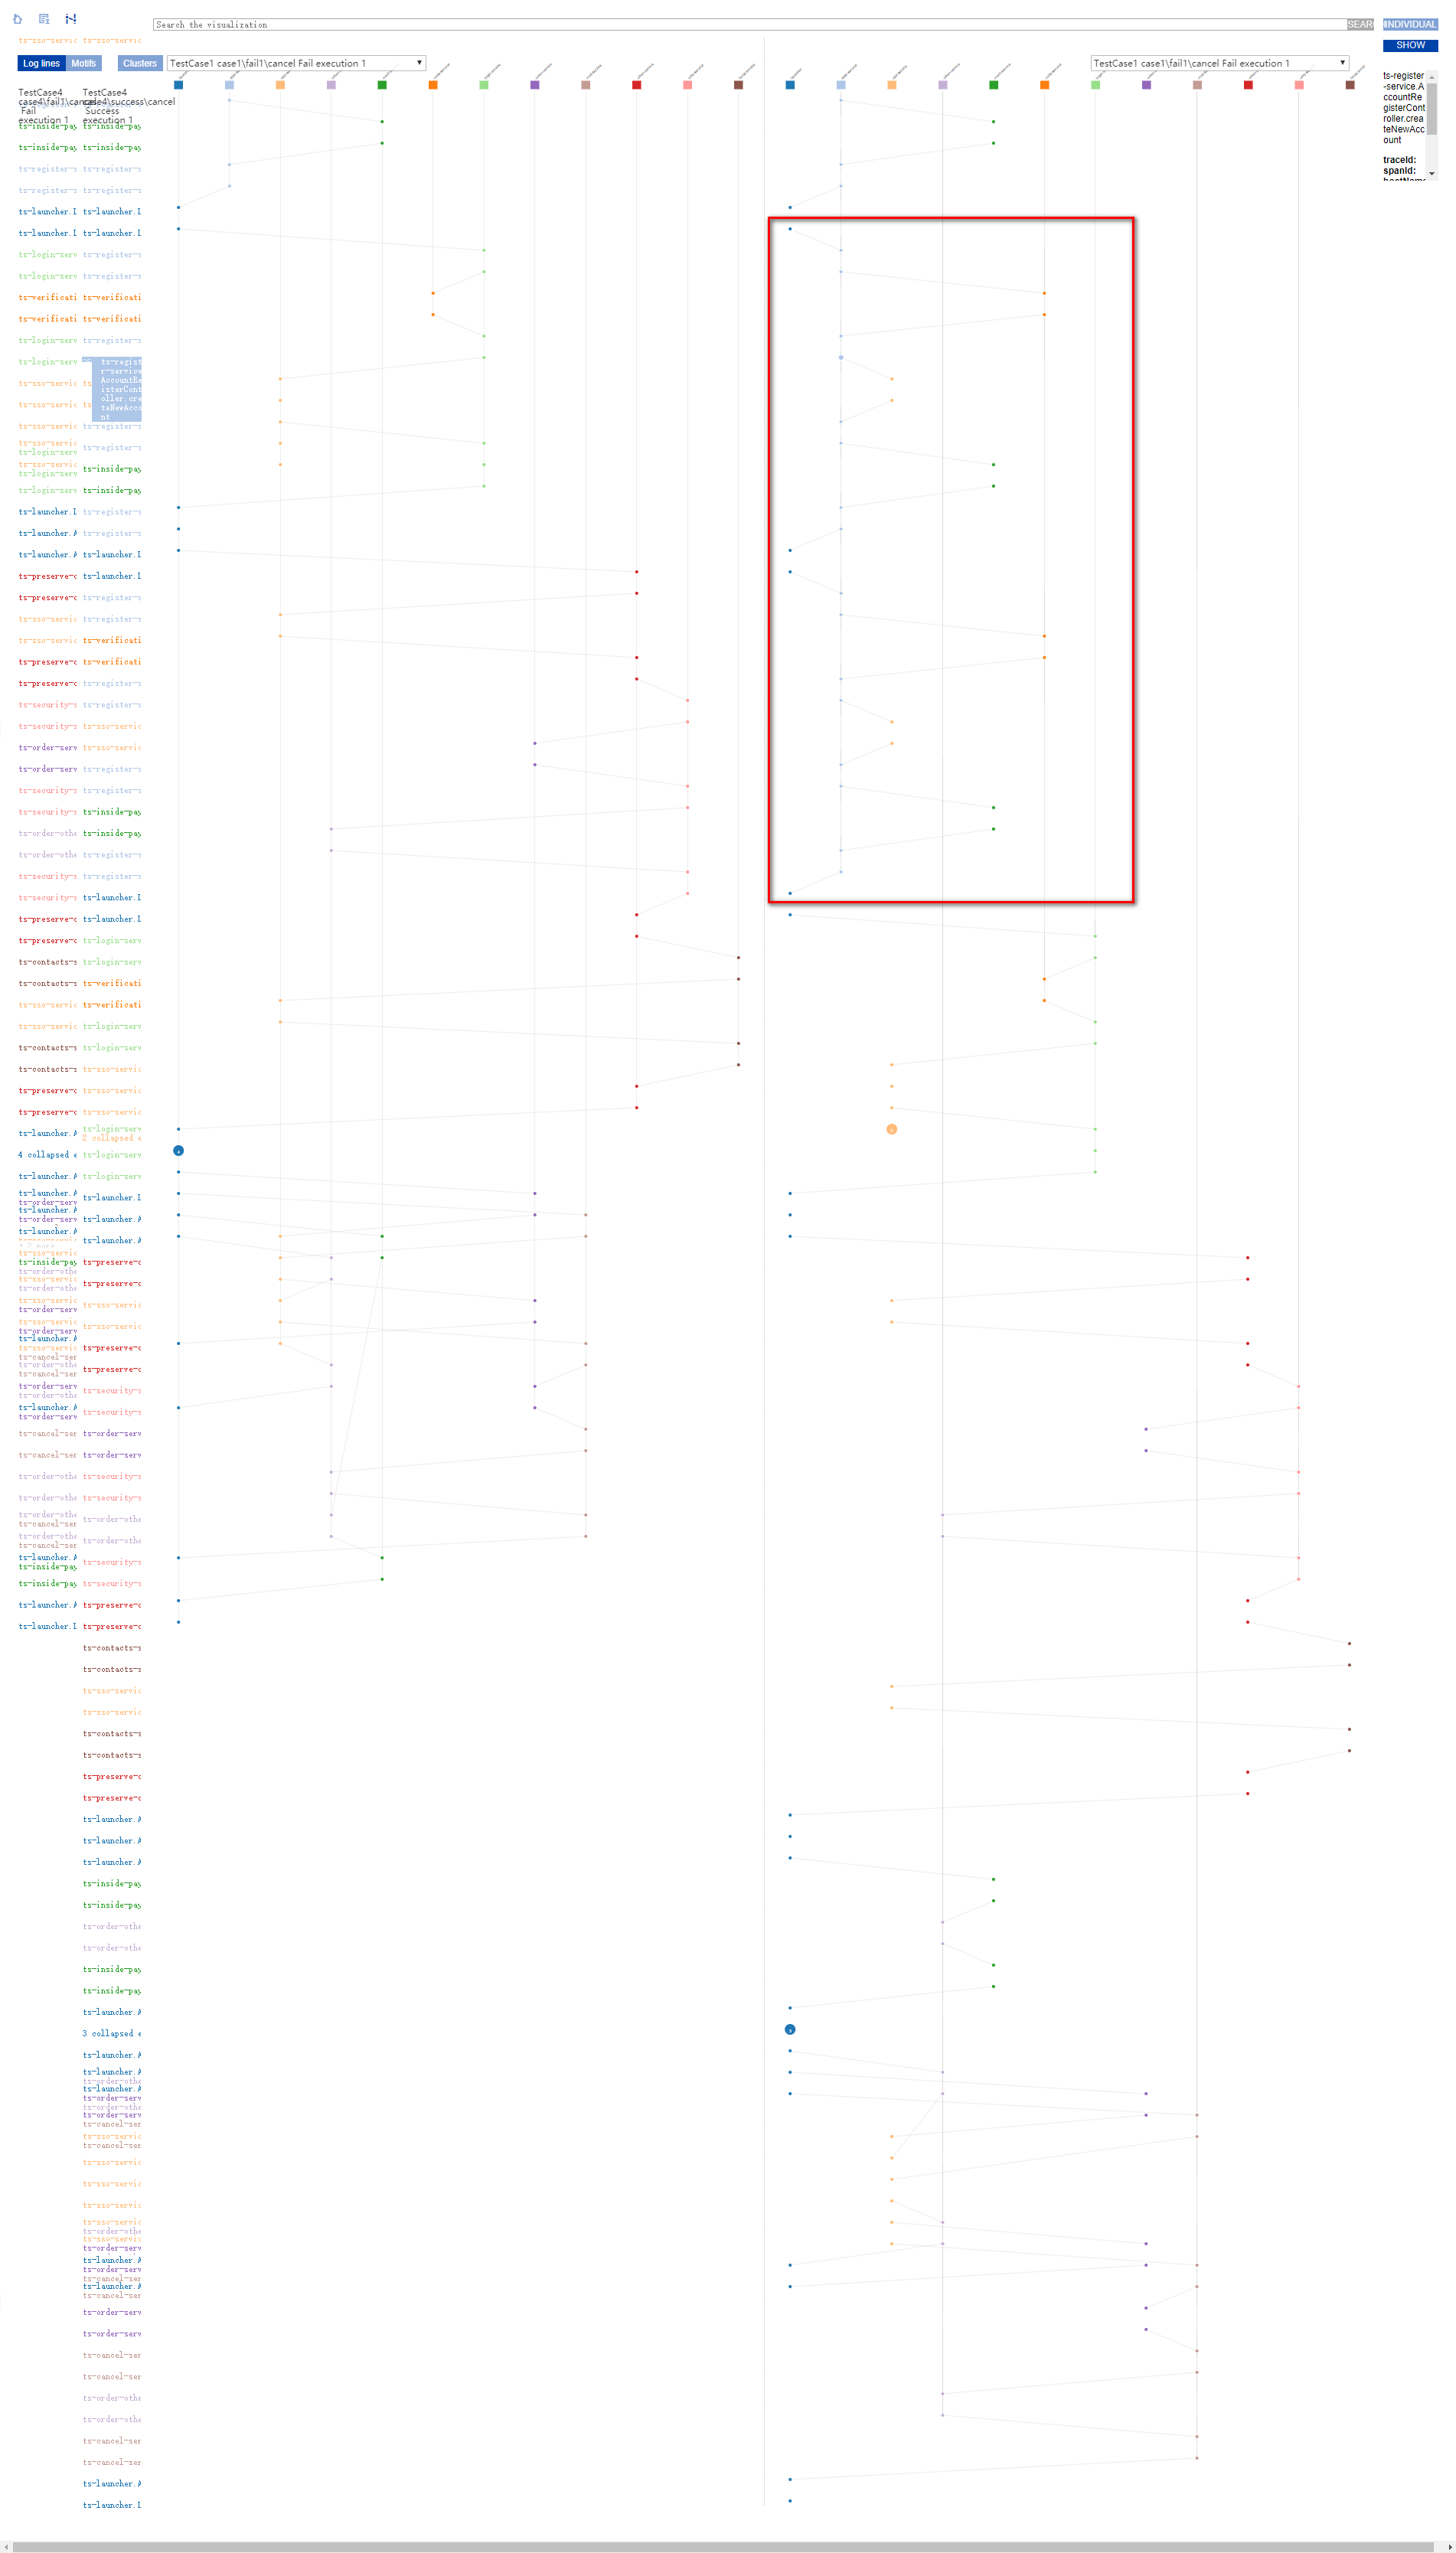 Search the visualization
SEAR
INDIVIDUAL
SHOW
ts-sso-servic ts-sso-servic
Log lines Motifs Clusters
TestCase1 case1\fail1\cancel Fail execution 1
TestCase1 case1\fail1\cancel Fail execution 1
ts-register
-service.A
ccountRe
gisterCont
roller.crea
teNewAcc
ount
traceId:
spanId:
TestCase4 TestCase4
case4\fail1\cancel case4\success\cancel
Fail Success
execution 1 execution 1
ts-inside-pay ts-inside-pay
ts-inside-pay ts-inside-pay
ts-register-s ts-register-s
ts-register-s ts-register-s
ts-launcher.I ts-launcher.I
ts-launcher.I ts-launcher.I
ts-login-serv ts-register-s
ts-login-serv ts-register-s
ts-verificati ts-verificati
ts-verificati ts-verificati
ts-login-serv ts-register-s
ts-login-serv ts-regist
r-service
AccountRe
isterCont
oller.cre
teNewAcco
nt
ts-sso-servic
ts-sso-servic
ts-sso-servic ts-register-s
ts-sso-servic
ts-login-serv ts-register-s
ts-sso-servic
ts-login-serv ts-inside-pay
ts-login-serv ts-inside-pay
ts-launcher.I ts-register-s
ts-launcher.A ts-register-s
ts-launcher.A ts-launcher.I
ts-preserve-o ts-launcher.I
ts-preserve-o ts-register-s
ts-sso-servic ts-register-s
ts-sso-servic ts-verificati
ts-preserve-o ts-verificati
ts-preserve-o ts-register-s
ts-security-s ts-register-s
ts-security-s ts-sso-servic
ts-order-serv ts-sso-servic
ts-order-serv ts-register-s
ts-security-s ts-register-s
ts-security-s ts-inside-pay
ts-order-othe ts-inside-pay
ts-order-othe ts-register-s
ts-security-s ts-register-s
ts-security-s ts-launcher.I
ts-preserve-o ts-launcher.I
ts-preserve-o ts-login-serv
ts-contacts-s ts-login-serv
ts-contacts-s ts-verificati
ts-sso-servic ts-verificati
ts-sso-servic ts-login-serv
ts-contacts-s ts-login-serv
ts-contacts-s ts-sso-servic
ts-preserve-o ts-sso-servic
ts-preserve-o ts-sso-servic
ts-launcher.A ts-login-serv
2 collapsed e
4 collapsed e ts-login-serv
ts-launcher.A ts-login-serv
ts-launcher.A
ts-order-serv ts-launcher.I
ts-launcher.A
ts-order-serv ts-launcher.A
ts-launcher.A ts-launcher.A
ts-sso-servic
ts-inside-pay ts-preserve-o
ts-order-othe
ts-sso-servic ts-preserve-o
ts-order-othe
ts-sso-servic ts-sso-servic
ts-order-serv
ts-sso-servic ts-sso-servic
ts-order-serv
ts-launcher.A
ts-sso-servic ts-preserve-o
ts-cancel-ser
ts-order-othe ts-preserve-o
ts-cancel-ser
ts-order-serv ts-security-s
ts-order-othe
ts-launcher.A ts-security-s
ts-order-serv
ts-cancel-ser ts-order-serv
ts-cancel-ser ts-order-serv
ts-order-othe ts-security-s
ts-order-othe ts-security-s
ts-order-othe ts-order-othe
ts-cancel-ser
ts-order-othe ts-order-othe
ts-cancel-ser
ts-launcher.A ts-security-s
ts-inside-pay
ts-inside-pay ts-security-s
ts-launcher.A ts-preserve-o
ts-launcher.I ts-preserve-o
ts-contacts-s
ts-contacts-s
ts-sso-servic
ts-sso-servic
ts-contacts-s
ts-contacts-s
ts-preserve-o
ts-preserve-o
ts-launcher.A
ts-launcher.A
ts-launcher.A
ts-inside-pay
ts-inside-pay
ts-order-othe
ts-order-othe
ts-inside-pay
ts-inside-pay
ts-launcher.A
3 collapsed e
ts-launcher.A
ts-launcher.A
ts-order-othe
ts-launcher.A
ts-order-serv
ts-order-othe
ts-order-serv
ts-cancel-ser
ts-sso-servic
ts-cancel-ser
ts-sso-servic
ts-sso-servic
ts-sso-servic
ts-sso-servic
ts-order-othe
ts-sso-servic
ts-order-serv
ts-launcher.A
ts-order-serv
ts-cancel-ser
ts-launcher.A
ts-cancel-ser
ts-order-serv
ts-order-serv
ts-cancel-ser
ts-cancel-ser
ts-order-othe
ts-order-othe
ts-cancel-ser
ts-cancel-ser
ts-launcher.A
ts-launcher.I